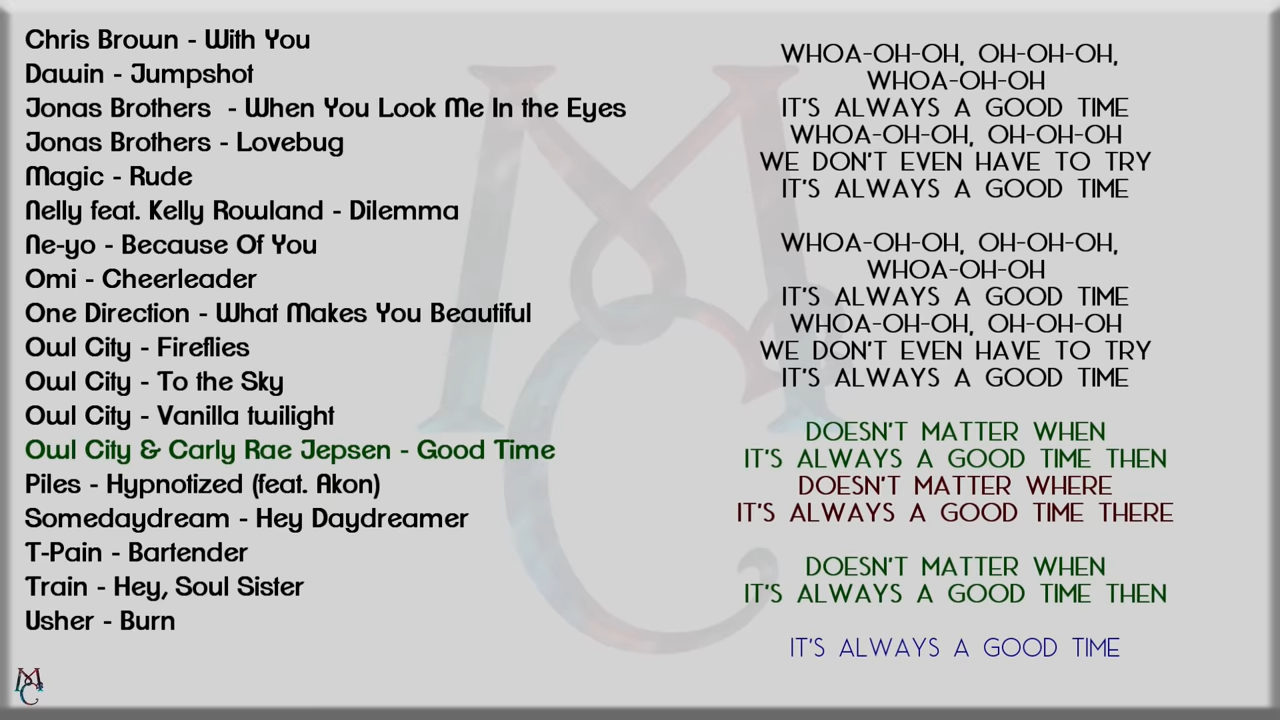 Chris Brown - With You
Dawin - Jumpshot
Jonas Brothers  - When You Look Me In the Eyes
Jonas Brothers - Lovebug
Magic - Rude
Nelly feat. Kelly Rowland - Dilemma
Ne-yo - Because Of You
Omi - Cheerleader
One Direction - What Makes You Beautiful
Owl City - Fireflies
Owl City - To the Sky
Owl City - Vanilla twilight
Owl City & Carly Rae Jepsen - Good Time
Piles - Hypnotized (feat. Akon)
Somedaydream - Hey Daydreamer
T-Pain - Bartender
Train - Hey, Soul Sister
Usher - Burn
WHOA-OH-OH, OH-OH-OH,
WHOA-OH-OH
IT'S ALWAYS A GOOD TIME
WHOA-OH-OH, OH-OH-OH
WE DON'T EVEN HAVE TO TRY
IT'S ALWAYS A GOOD TIME
WHOA-OH-OH, OH-OH-OH,
WHOA-OH-OH
IT'S ALWAYS A GOOD TIME
WHOA-OH-OH, OH-OH-OH
WE DON'T EVEN HAVE TO TRY
IT'S ALWAYS A GOOD TIME
DOESN'T MATTER WHEN
IT'S ALWAYS A GOOD TIME THEN
DOESN'T MATTER WHERE
IT'S ALWAYS A GOOD TIME THERE
DOESN'T MATTER WHEN
IT'S ALWAYS A GOOD TIME THEN
IT'S ALWAYS A GOOD TIME
MC
MC